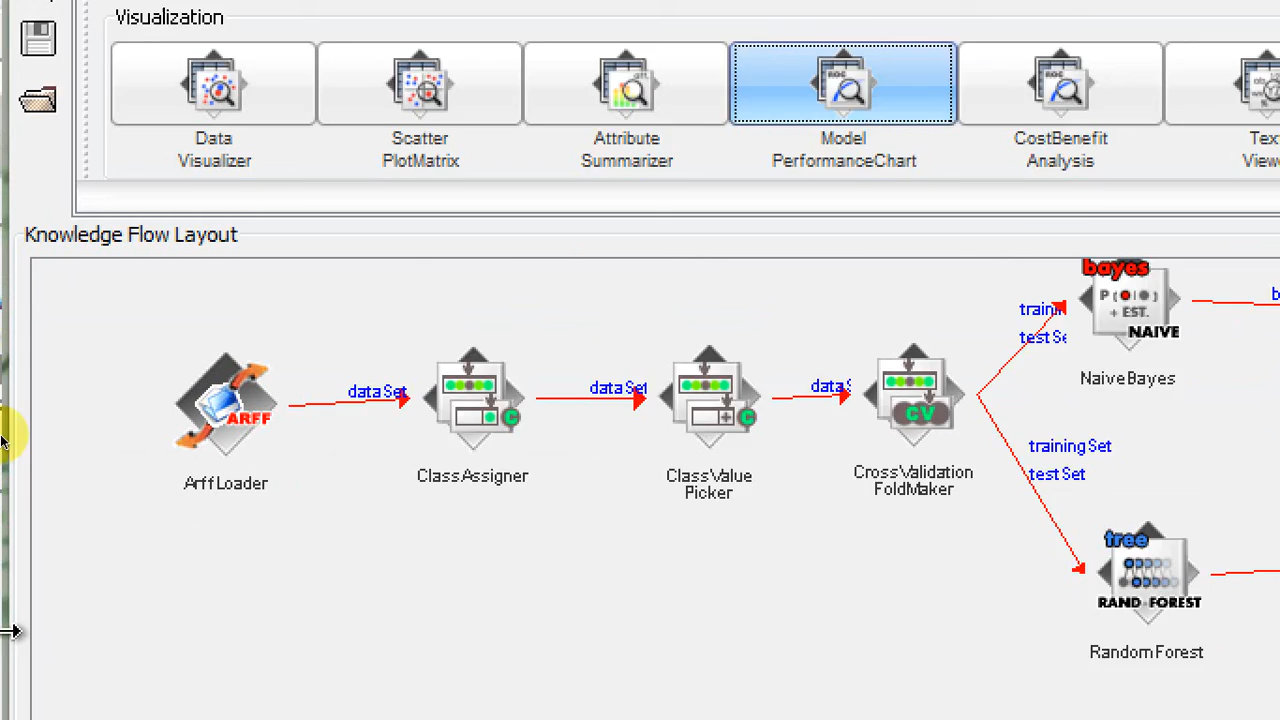 Visualization
Data
Visualizer
Scatter
PlotMatrix
Attribute
Summarizer
Model
PerformanceChart
CostBenefit
Analysis
Knowledge Flow Layout
ARFF
dataSet
ArffLoader
C
ClassAssigner
dataSet
C
ClassValue
Picker
CV
CrossValidation
FoldMaker
bayes
P
+ EST.
NAIVE
NaiveBayes
trainingSet
testSet
tree
RAND-FOREST
RandomForest